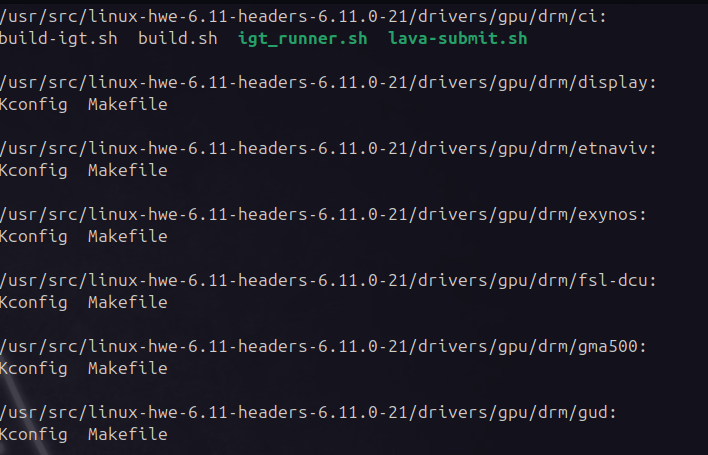 /usr/src/linux-hwe-6.11-headers-6.11.0-21/drivers/gpu/drm/ci:
build-igt.sh  build.sh  igt_runner.sh  lava-submit.sh
/usr/src/linux-hwe-6.11-headers-6.11.0-21/drivers/gpu/drm/display:
Kconfig  Makefile
/usr/src/linux-hwe-6.11-headers-6.11.0-21/drivers/gpu/drm/etnaviv:
Kconfig  Makefile
/usr/src/linux-hwe-6.11-headers-6.11.0-21/drivers/gpu/drm/exynos:
Kconfig  Makefile
/usr/src/linux-hwe-6.11-headers-6.11.0-21/drivers/gpu/drm/fsl-dcu:
Kconfig  Makefile
/usr/src/linux-hwe-6.11-headers-6.11.0-21/drivers/gpu/drm/gma500:
Kconfig  Makefile
/usr/src/linux-hwe-6.11-headers-6.11.0-21/drivers/gpu/drm/gud:
Kconfig  Makefile